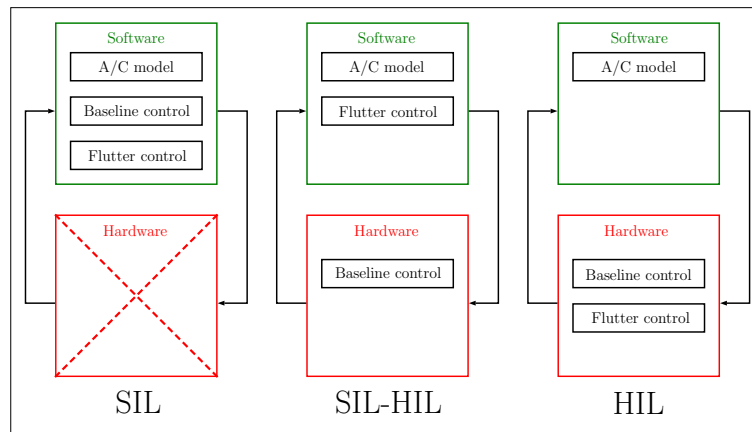 Software
A/C model
Baseline control
Flutter control
Hardware
SIL
Software
A/C model
Flutter control
Hardware
Baseline control
SIL-HIL
Software
A/C model
Hardware
Baseline control
Flutter control
HIL